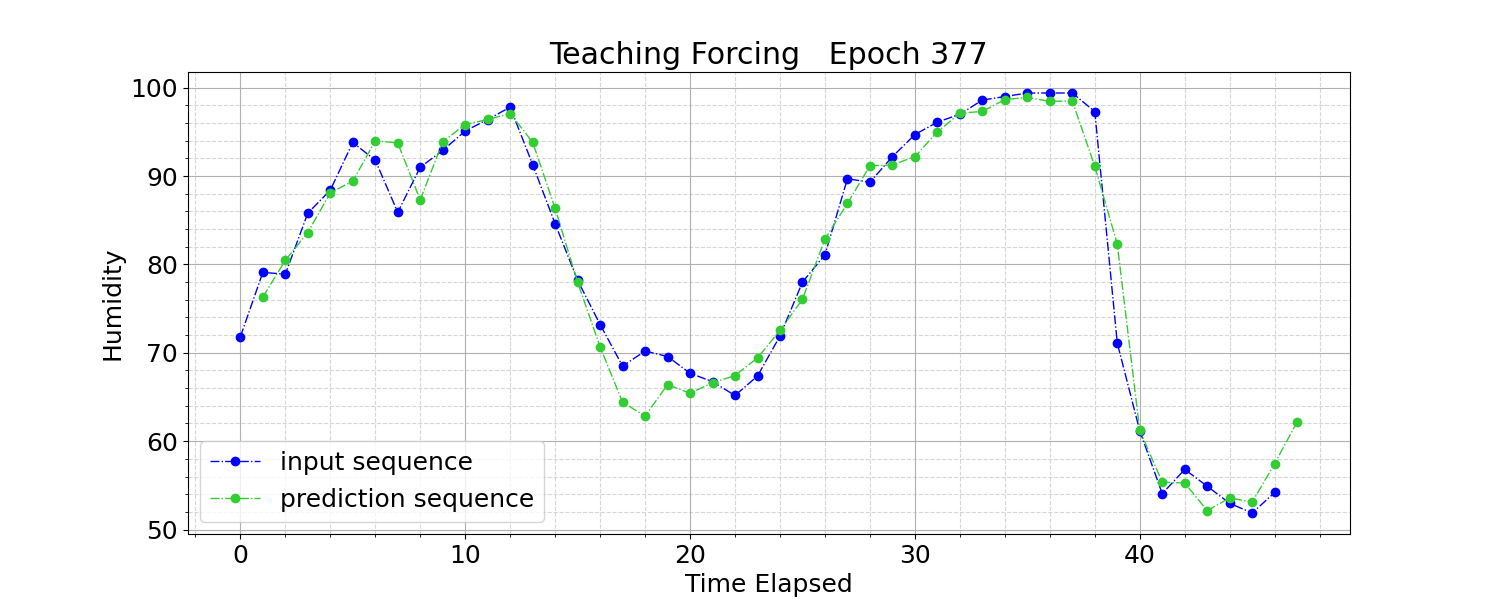 Teaching Forcing   Epoch 377
100
90
80
70
60
50
Humidity
input sequence
prediction sequence
0 10 20 30 40
Time Elapsed